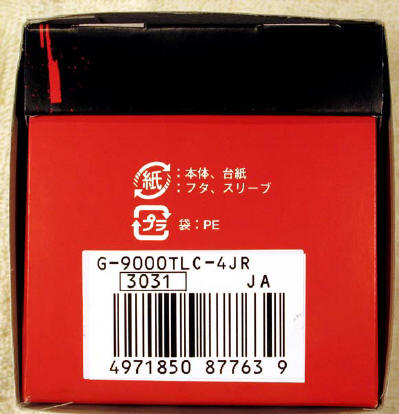 紙 :本体、台紙
:フタ、スリーブ
プラ 袋:PE
G-9000TLC-4JR
3031 JA
4971850 87763 9